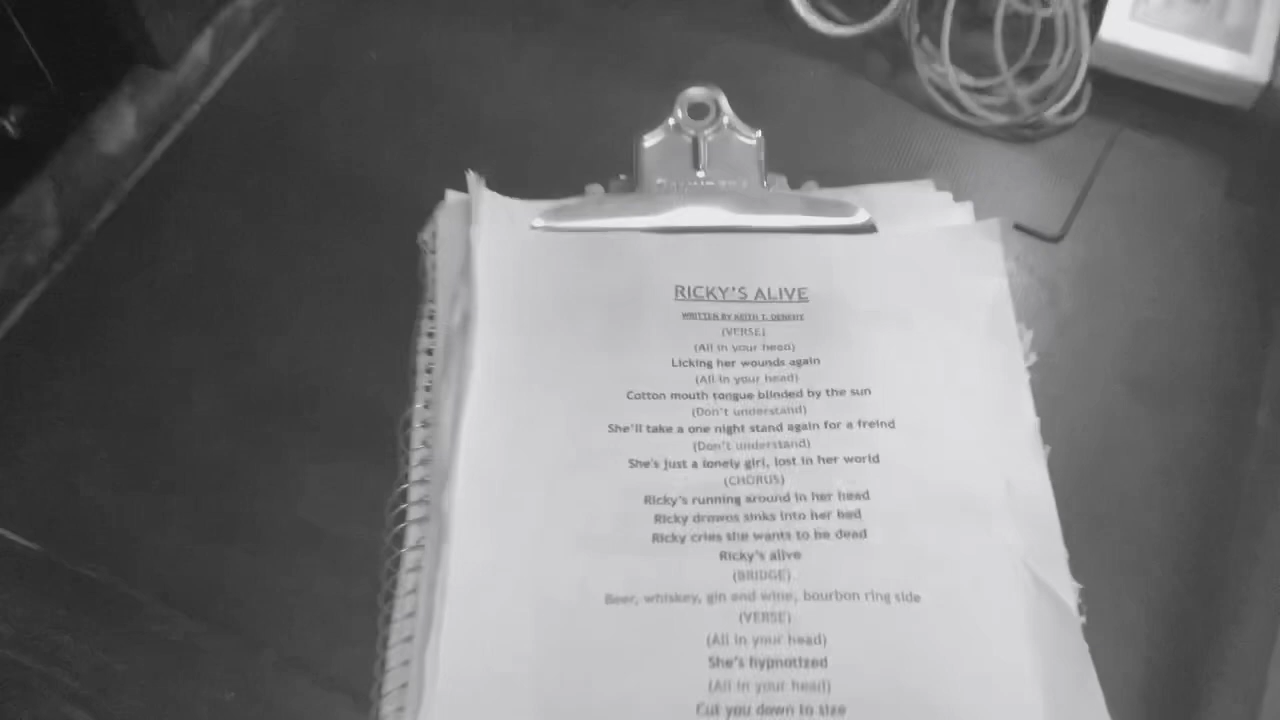 RICKY'S ALIVE
WRITTEN BY KEITH T.
(VERSE)
(All in your head)
Licking her wounds again
(All in your head)
Cotton mouth tongue blinded by the sun
(Don't understand)
She'll take a one night stand again for a freind
(Don't understand)
She's just a lonely girl, lost in her world
(CHORUS)
Ricky's running around in her head
Ricky drowns sinks into her bed
Ricky cries she wants to be dead
Ricky's alive
(BRIDGE)
Beer, whiskey, gin and wine, bourbon ring side
(VERSE)
(All in your head)
She's hypnotized
(All in your head)
Cut you down to size